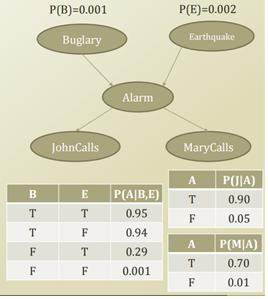 P(B)=0.001 P(E)=0.002
Buglary Earthquake
Alarm
JohnCalls MaryCalls
B E P(A|B,E)
T T 0.95
T F 0.94
F T 0.29
F F 0.001
A P(J|A)
T 0.90
F 0.05
A P(M|A)
T 0.70
F 0.01